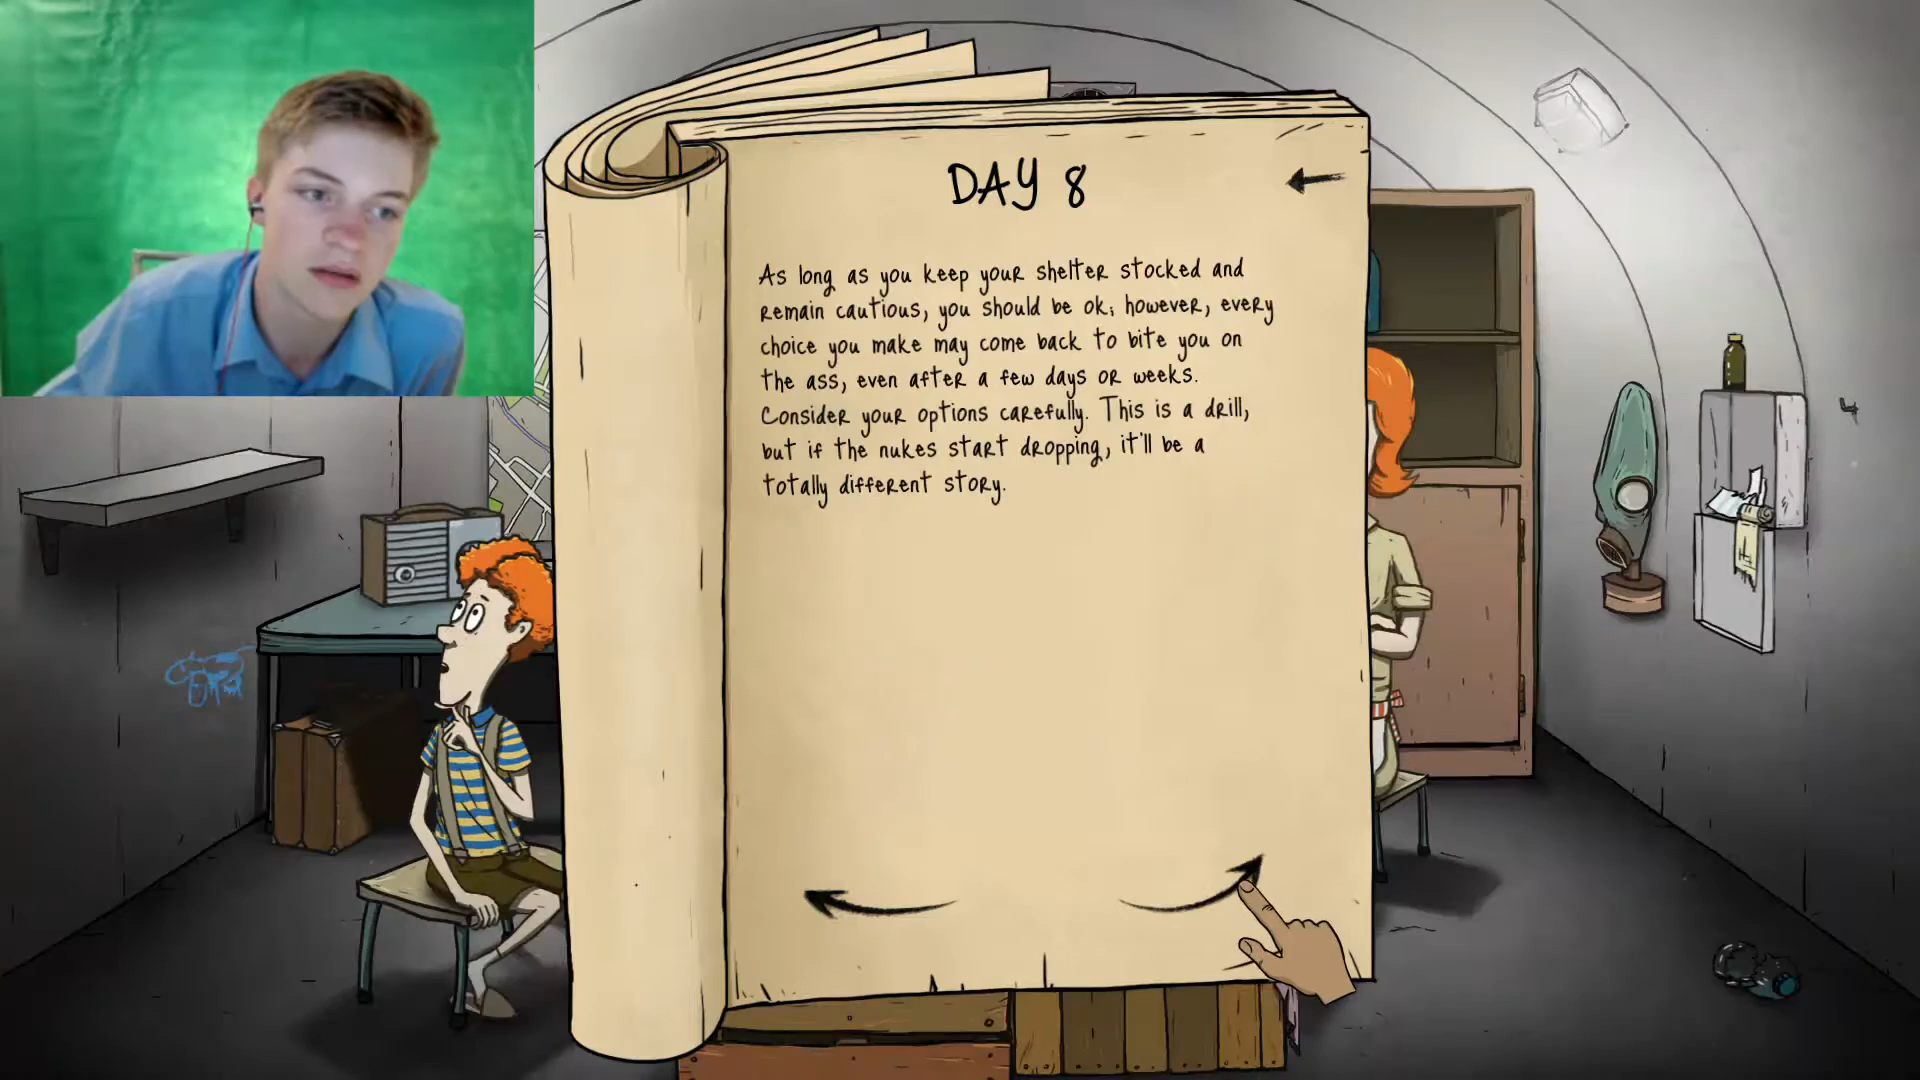 DAY 8
As long as you keep your shelter stocked and
remain cautious, you should be ok; however, every
choice you make may come back to bite you on
the ass, even after a few days or weeks.
Consider your options carefully. This is a drill,
but if the nukes start dropping, it'll be a
totally different story.